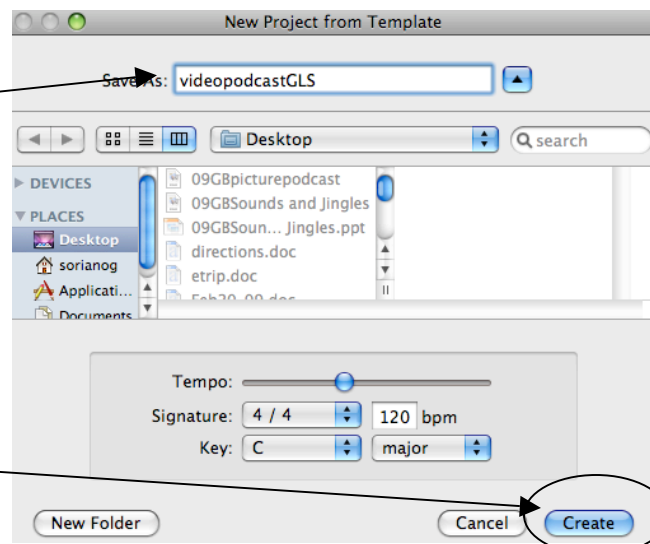 New Project from Template
Save As: videopodcastGLS
Desktop
search
DEVICES
PLACES
Desktop
sorianog
Applicati...
Documents
09GBpicturepodcast
09GBSounds and Jingles
09GBSoun... Jingles.ppt
directions.doc
etrip.doc
Feb20_09.doc
Tempo:
Signature: 4 / 4 120 bpm
Key: C major
New Folder Cancel Create